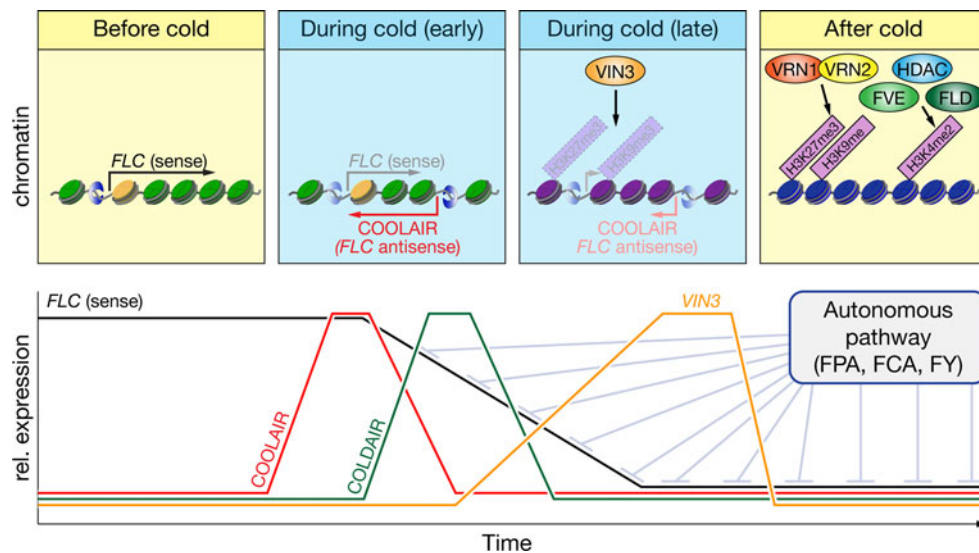 Before cold
During cold (early)
During cold (late)
After cold
chromatin
FLC (sense)
FLC (sense)
COOLAIR
(FLC antisense)
VIN3
H3K27me3
H3K9me3
COOLAIR
FLC antisense)
VRN1
VRN2
HDAC
FVE
FLD
H3K27me3
H3K9me
H3K4me2
rel. expression
FLC (sense)
COOLAIR
COLDAIR
VIN3
Autonomous
pathway
(FPA, FCA, FY)
Time